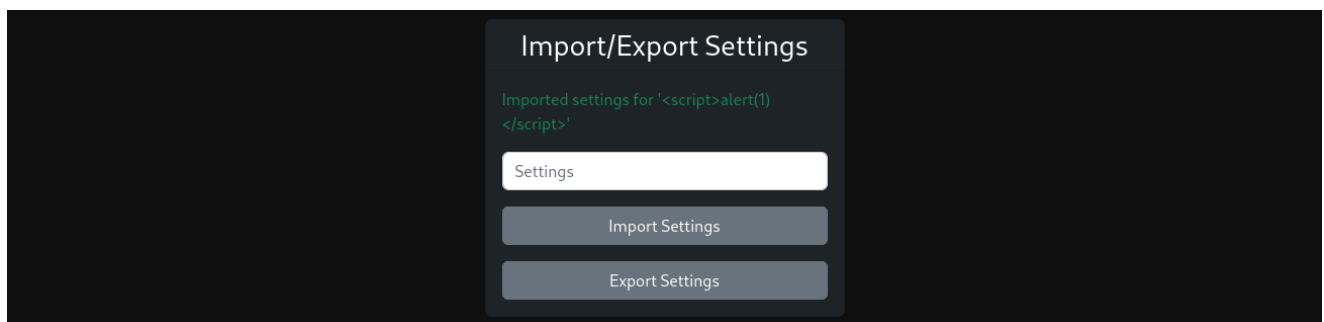 Import/Export Settings
Imported settings for '<script>alert(1)
</script>'
Settings
Import Settings
Export Settings